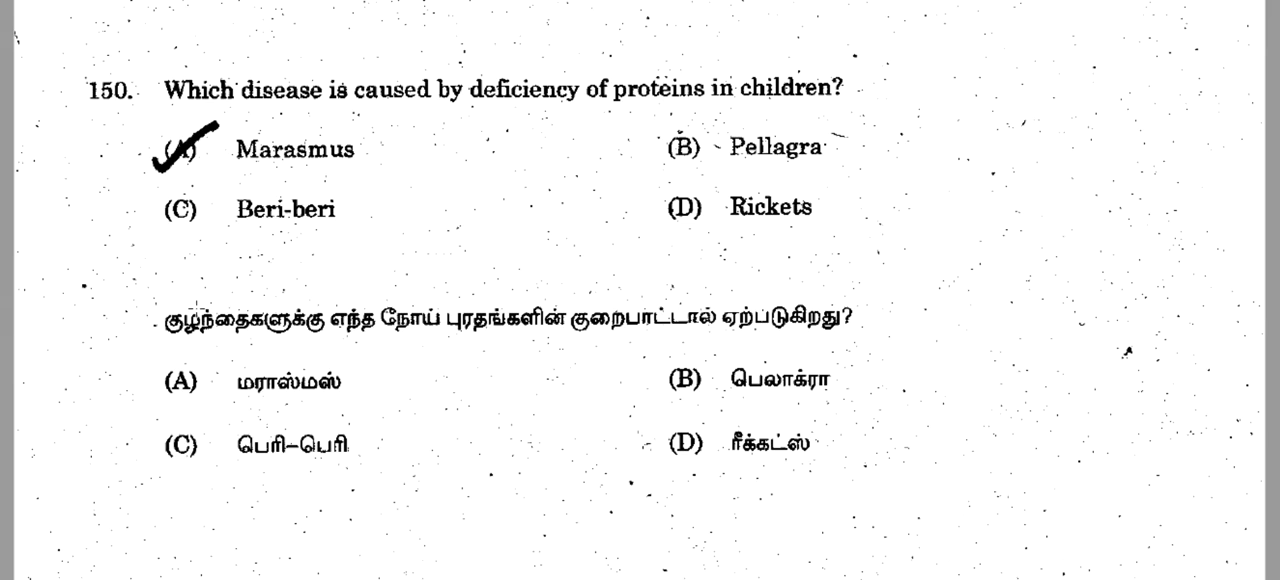 150. Which disease is caused by deficiency of proteins in children?
(A) Marasmus (B) Pellagra
(C) Beri-beri (D) Rickets
குழந்தைகளுக்கு எந்த நோய் புரதங்களின் குறைபாட்டால் ஏற்படுகிறது?
(A) மராஸ்மஸ் (B) பெலாக்ரா
(C) பெரி–பெரி (D) ரீக்கட்ஸ்